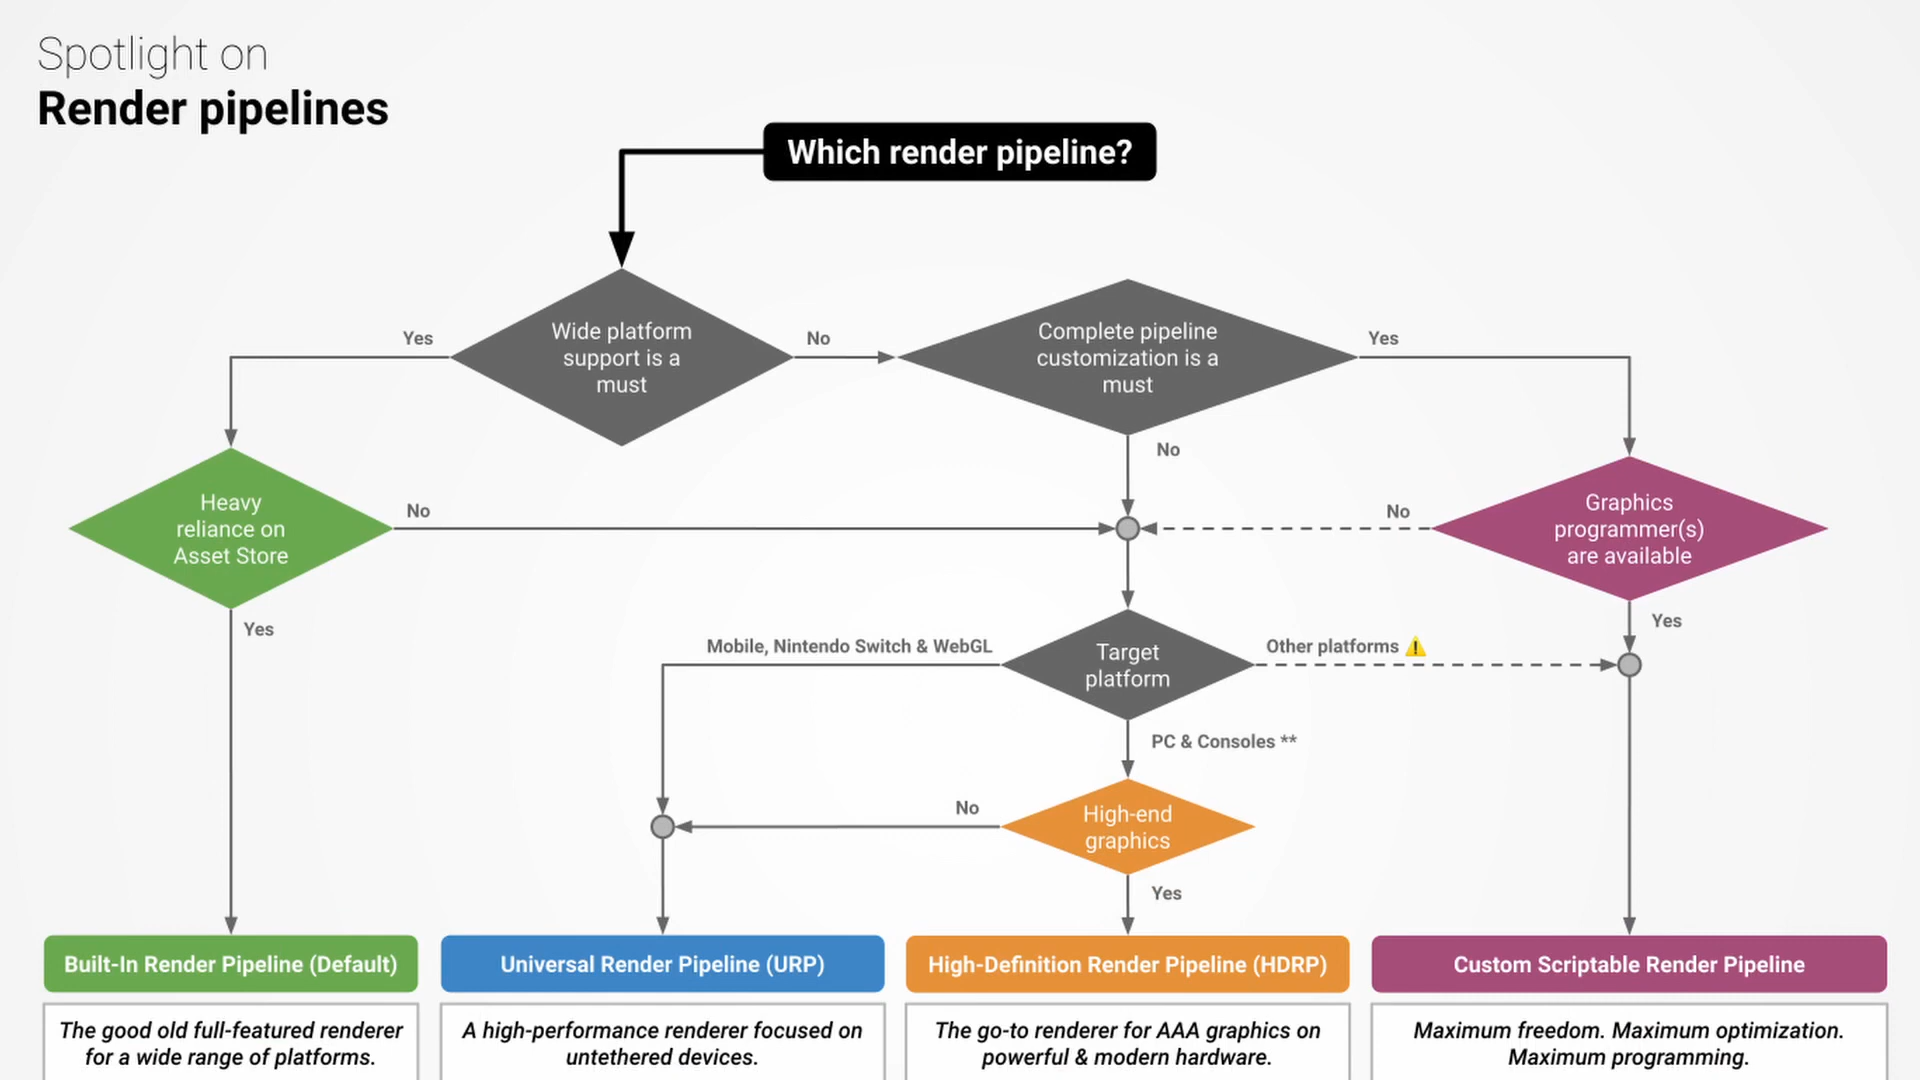 Spotlight on
Render pipelines
Which render pipeline?
Wide platform
support is a
must
Yes
No
Complete pipeline
customization is a
must
Yes
No
Heavy
reliance on
Asset Store
No
Yes
Graphics
programmer(s)
are available
No
Yes
Target
platform
Mobile, Nintendo Switch & WebGL
Other platforms ⚠️
PC & Consoles **
High-end
graphics
No
Yes
Built-In Render Pipeline (Default)
The good old full-featured renderer
for a wide range of platforms.
Universal Render Pipeline (URP)
A high-performance renderer focused on
untethered devices.
High-Definition Render Pipeline (HDRP)
The go-to renderer for AAA graphics on
powerful & modern hardware.
Custom Scriptable Render Pipeline
Maximum freedom. Maximum optimization.
Maximum programming.